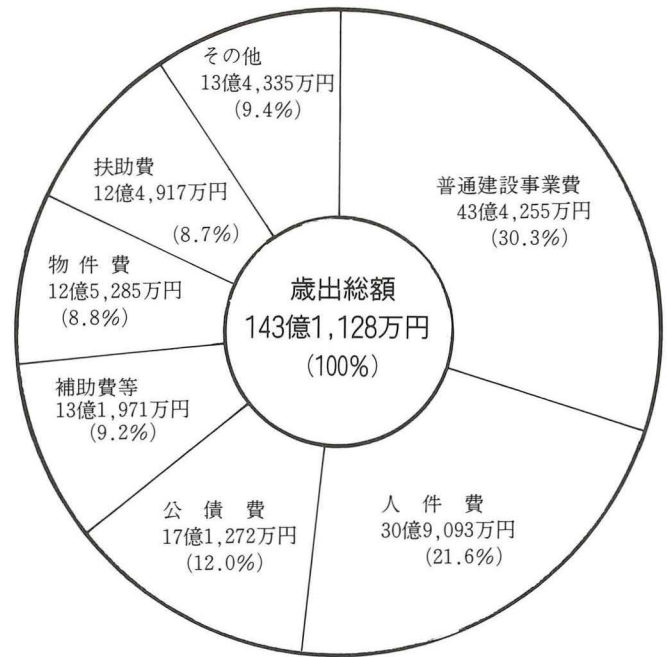 その他
13億4,335万円
(9.4%)
扶助費
12億4,917万円
(8.7%)
物件費
12億5,285万円
(8.8%)
補助費等
13億1,971万円
(9.2%)
公債費
17億1,272万円
(12.0%)
人件費
30億9,093万円
(21.6%)
普通建設事業費
43億4,255万円
(30.3%)
歳出総額
143億1,128万円
(100%)